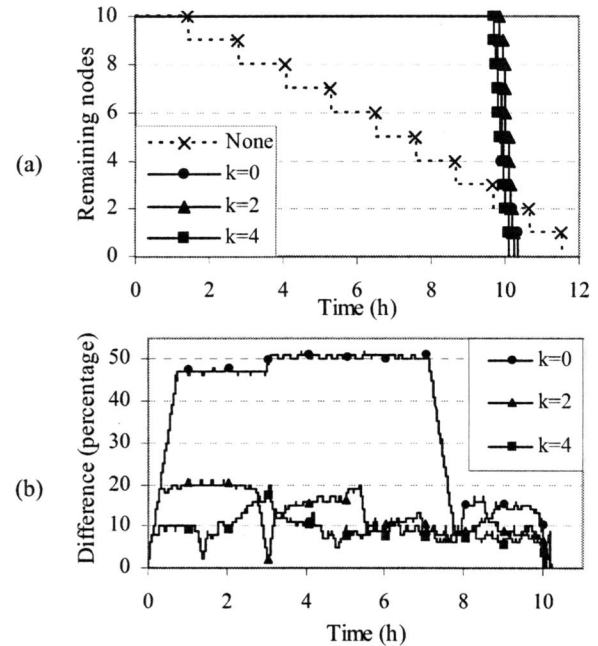 (a)
Remaining nodes
10
8
6
4
2
0
None
k=0
k=2
k=4
0 2 4 6 8 10 12
Time (h)
(b)
Difference (percentage)
50
40
30
20
10
0
k=0
k=2
k=4
0 2 4 6 8 10
Time (h)